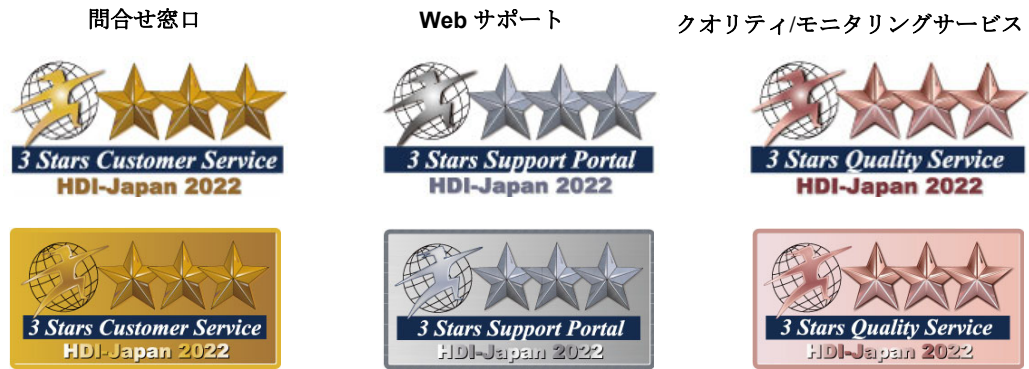 問合せ窓口
Web サポート
クオリティ/モニタリングサービス
3 Stars Customer Service
HDI-Japan 2022
3 Stars Support Portal
HDI-Japan 2022
3 Stars Quality Service
HDI-Japan 2022
3 Stars Customer Service
HDI-Japan 2022
3 Stars Support Portal
HDI-Japan 2022
3 Stars Quality Service
HDI-Japan 2022